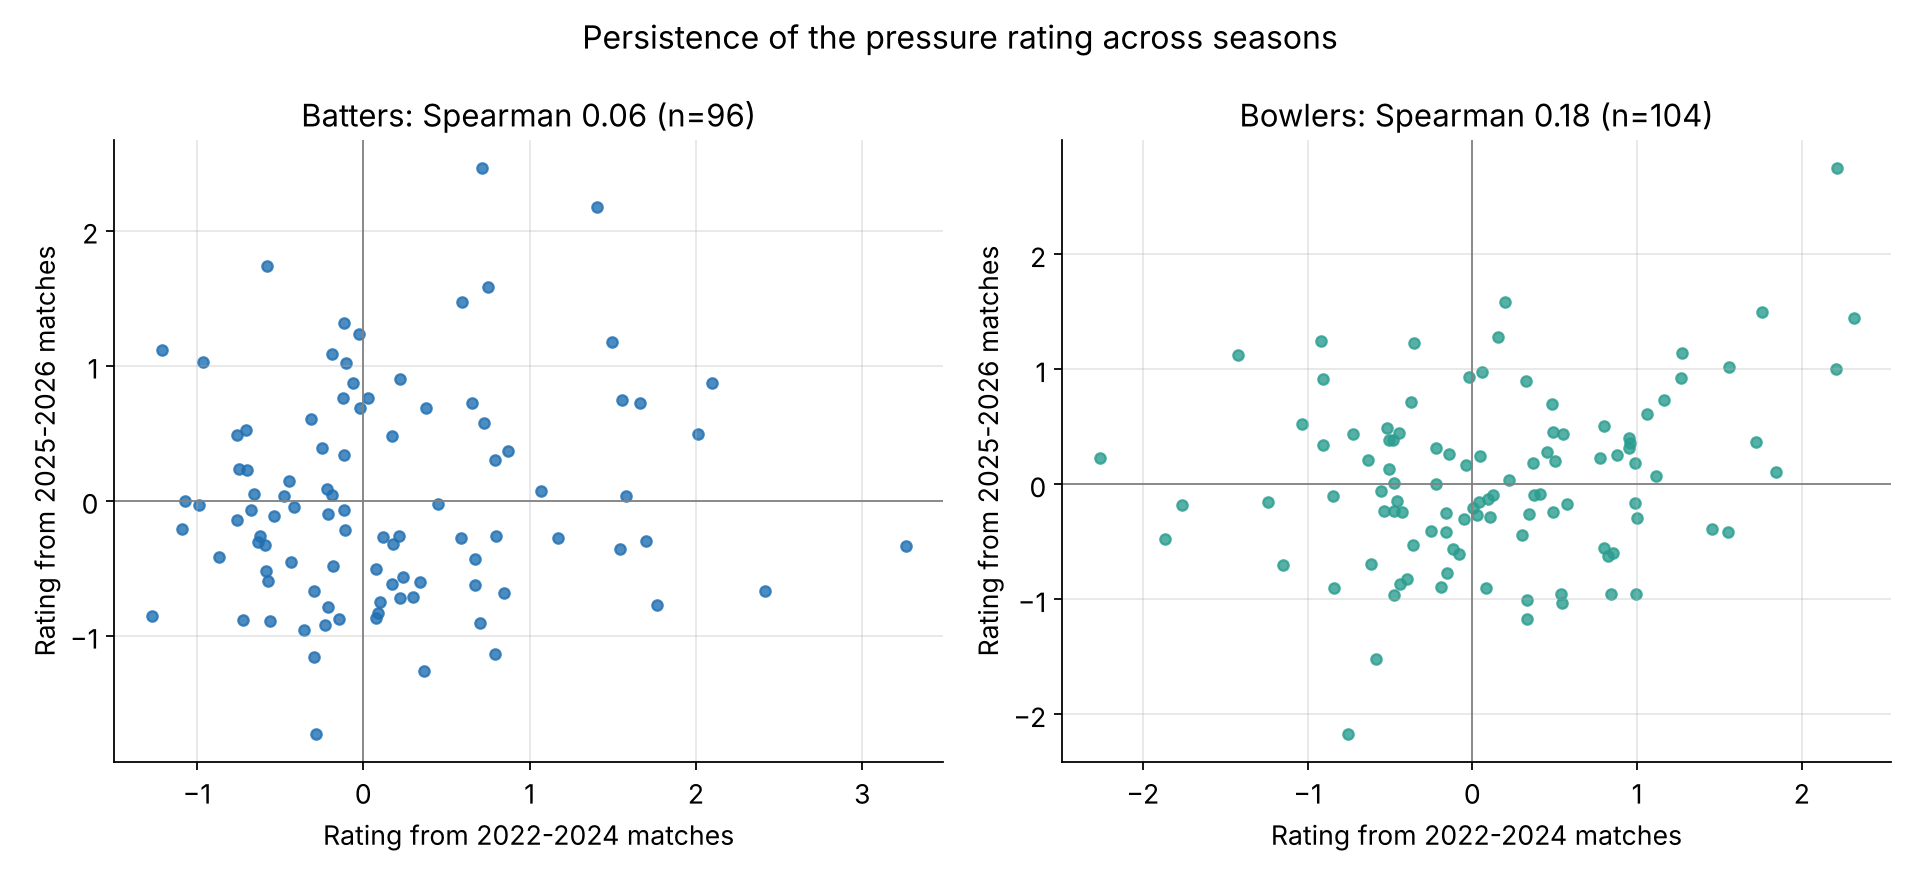 Persistence of the pressure rating across seasons
Batters: Spearman 0.06 (n=96)
Rating from 2025-2026 matches
2
1
0
−1
−1
0
1
2
3
Rating from 2022-2024 matches
Bowlers: Spearman 0.18 (n=104)
Rating from 2025-2026 matches
2
1
0
−1
−2
−2
−1
0
1
2
Rating from 2022-2024 matches